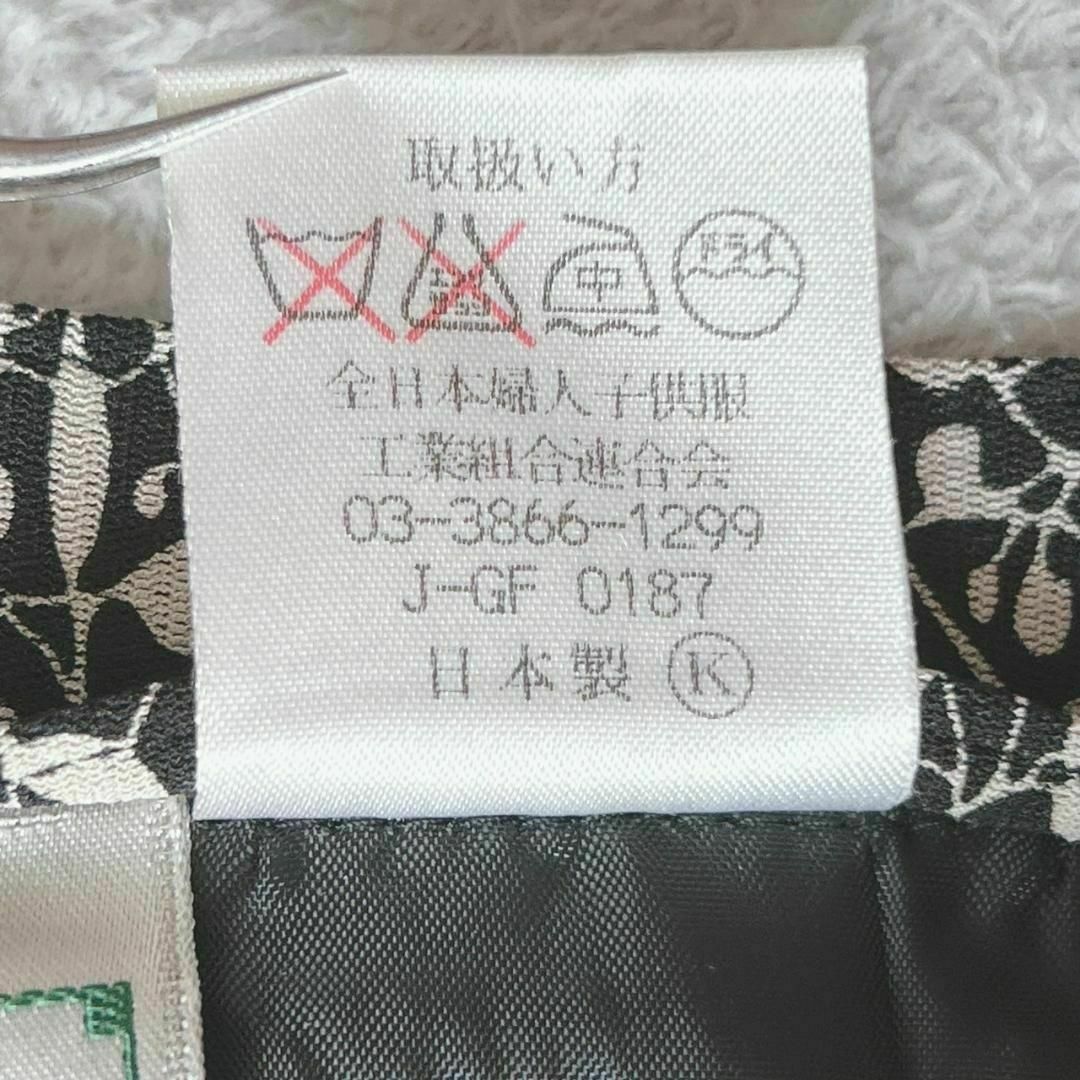 取扱い方
中 ドライ
全日本婦人子供服
工業組合連合会
03-3866-1299
J-GF 0187
日本製 K